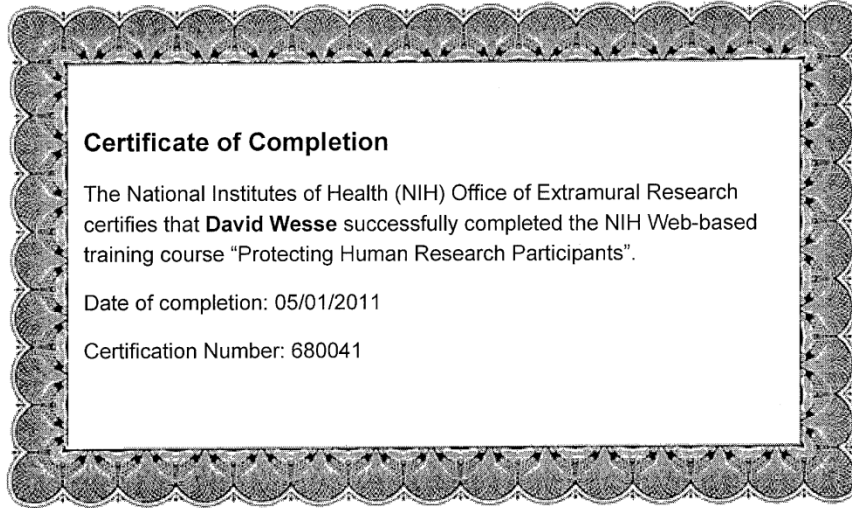 Certificate of Completion
The National Institutes of Health (NIH) Office of Extramural Research
certifies that David Wesse successfully completed the NIH Web-based
training course “Protecting Human Research Participants”.
Date of completion: 05/01/2011
Certification Number: 680041